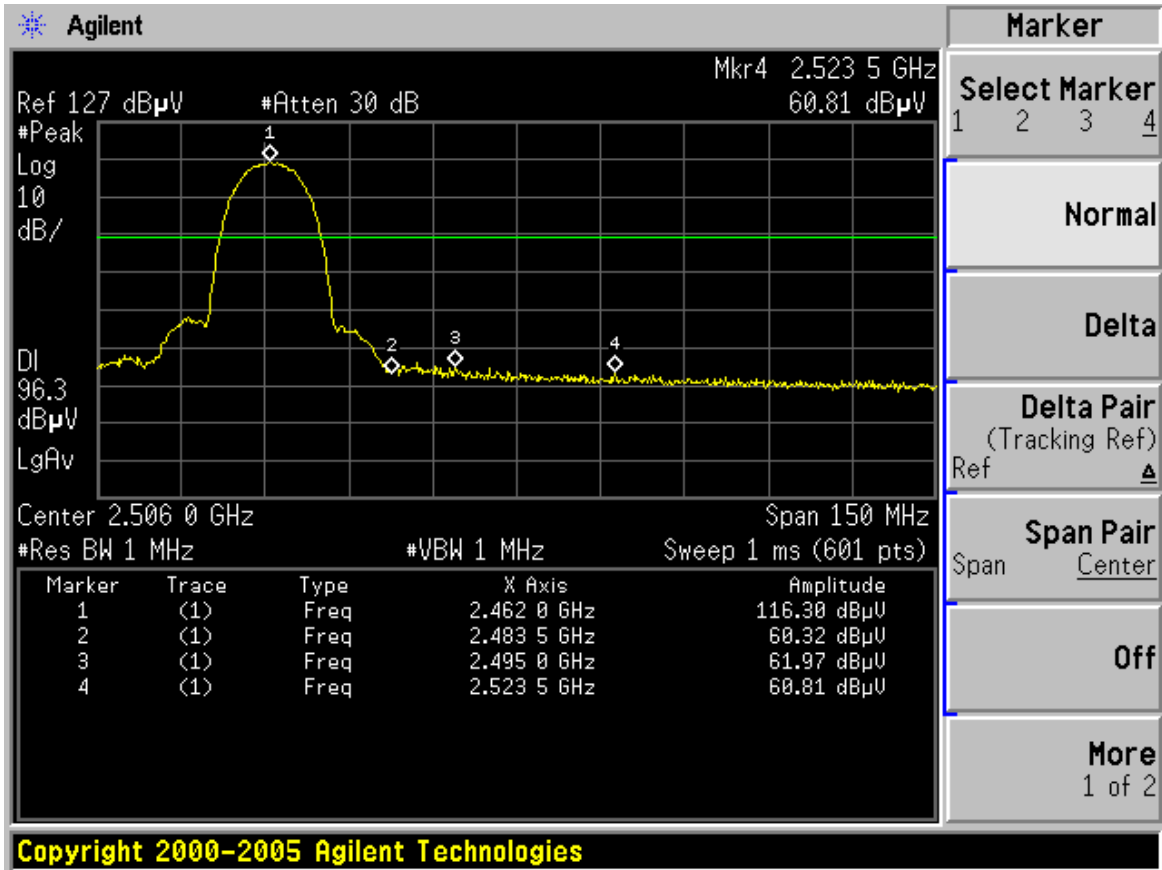 Agilent
Marker
Mkr4 2.523 5 GHz
Ref 127 dBµV #Atten 30 dB 60.81 dBµV
Select Marker
1 2 3 4
#Peak
Log
10
dB/
1
2
3
4
DI
96.3
dBµV
LgAv
Normal
Delta
Delta Pair
(Tracking Ref)
Ref Δ
Center 2.506 0 GHz Span 150 MHz
#Res BW 1 MHz #VBW 1 MHz Sweep 1 ms (601 pts)
Span Pair
Span Center
Marker Trace Type X Axis Amplitude
1 (1) Freq 2.462 0 GHz 116.30 dBµV
2 (1) Freq 2.483 5 GHz 60.32 dBµV
3 (1) Freq 2.495 0 GHz 61.97 dBµV
4 (1) Freq 2.523 5 GHz 60.81 dBµV
Off
More
1 of 2
Copyright 2000-2005 Agilent Technologies